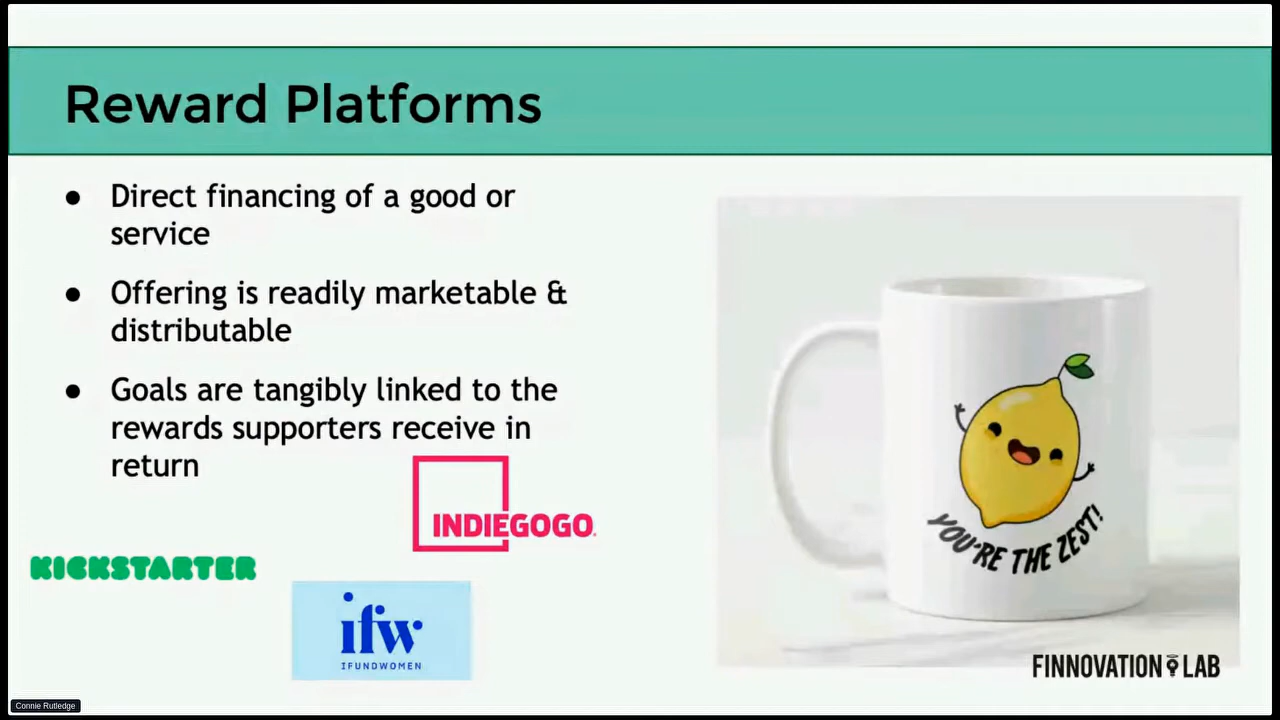 Reward Platforms
● Direct financing of a good or
service
● Offering is readily marketable &
distributable
● Goals are tangibly linked to the
rewards supporters receive in
return
INDIEGOGO.
KICKSTARTER
ifw
IFUNDWOMEN
YOU'RE THE ZEST!
FINNOVATION LAB
Connie Rutledge